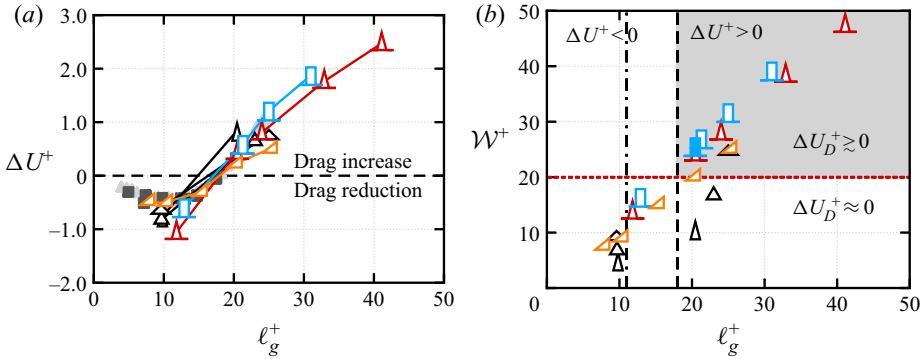 (a)
3.0
2.0
1.0
0
−1.0
−2.0
ΔU+
Drag increase
Drag reduction
0 10 20 30 40 50
ℓg+
(b)
50
40
30
20
10
0
W+
ΔU+<0
ΔU+>0
ΔUD+≳0
ΔUD+≈0
10 20 30 40 50
ℓg+